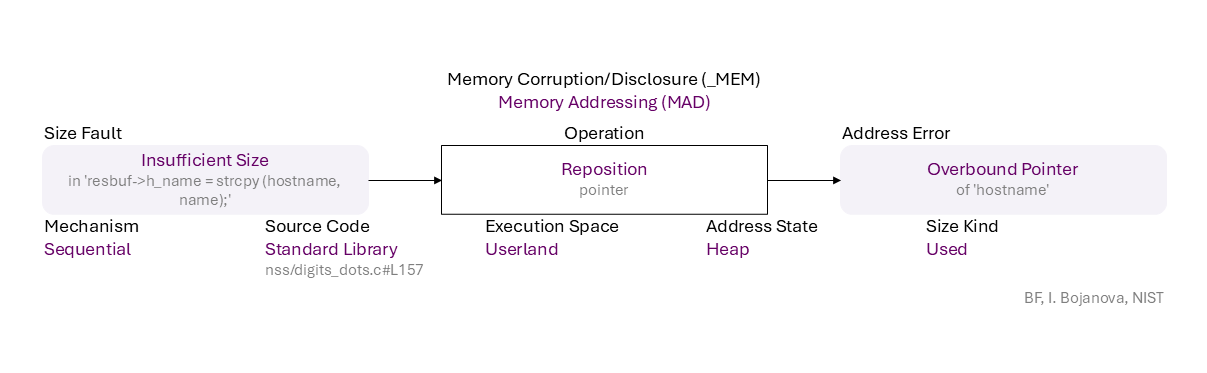 Memory Corruption/Disclosure (_MEM)
Memory Addressing (MAD)
Size Fault
Operation
Address Error
Insufficient Size
in 'resbuf->h_name = strcpy (hostname,
name);'
Reposition
pointer
Overbound Pointer
of 'hostname'
Mechanism
Sequential
Source Code
Standard Library
nss/digits_dots.c#L157
Execution Space
Userland
Address State
Heap
Size Kind
Used
BF, I. Bojanova, NIST